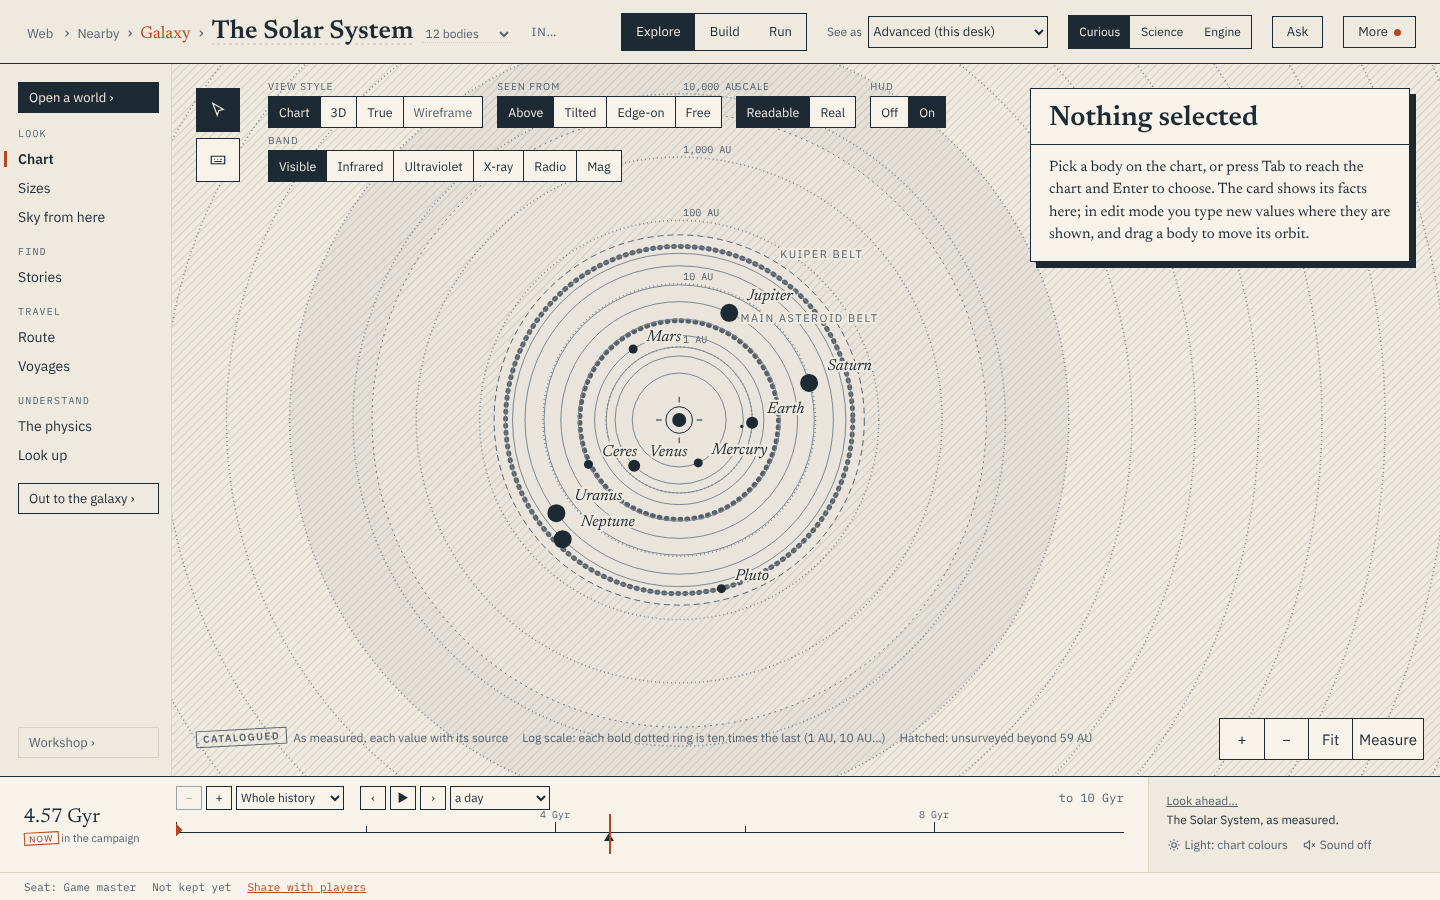 Web › Nearby › Galaxy › The Solar System 12 bodies IN... Explore Build Run See as Advanced (this desk) Curious Science Engine Ask More
Open a world ›
LOOK
Chart
Sizes
Sky from here
FIND
Stories
TRAVEL
Route
Voyages
UNDERSTAND
The physics
Look up
Out to the galaxy ›
Workshop ›
VIEW STYLE
Chart 3D True Wireframe
SEEN FROM
Above Tilted Edge-on Free
SCALE
Readable Real
HUD
Off On
BAND
Visible Infrared Ultraviolet X-ray Radio Mag
10,000 AU
1,000 AU
100 AU
KUIPER BELT
10 AU
Jupiter
MAIN ASTEROID BELT
Mars
1 AU
Saturn
Earth
Ceres Venus Mercury
Uranus
Neptune
Pluto
Nothing selected
Pick a body on the chart, or press Tab to reach the
chart and Enter to choose. The card shows its facts
here; in edit mode you type new values where they are
shown, and drag a body to move its orbit.
CATALOGUED As measured, each value with its source Log scale: each bold dotted ring is ten times the last (1 AU, 10 AU...) Hatched: unsurveyed beyond 59 AU
+ − Fit Measure
4.57 Gyr
NOW in the campaign
− + Whole history ‹ › a day to 10 Gyr
4 Gyr 8 Gyr
Look ahead...
The Solar System, as measured.
Light: chart colours Sound off
Seat: Game master Not kept yet Share with players